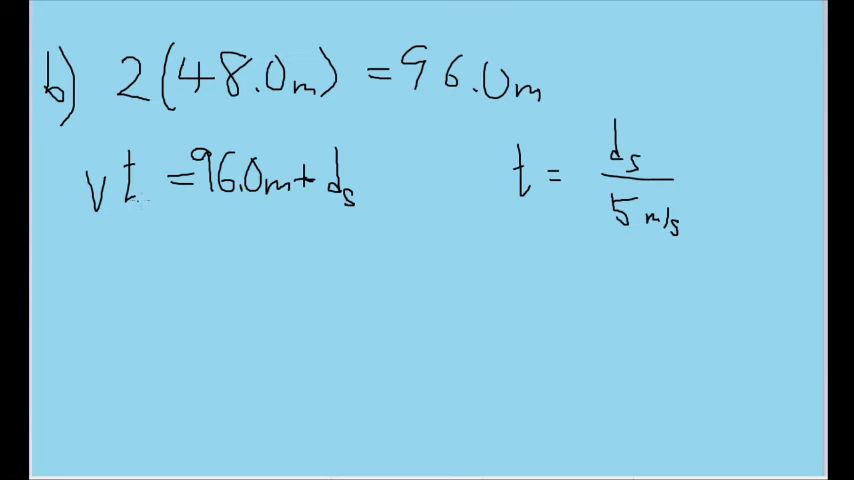 b) 2(48.0m) = 96.0m
vt = 96.0m + ds
t = ds / 5 m/s